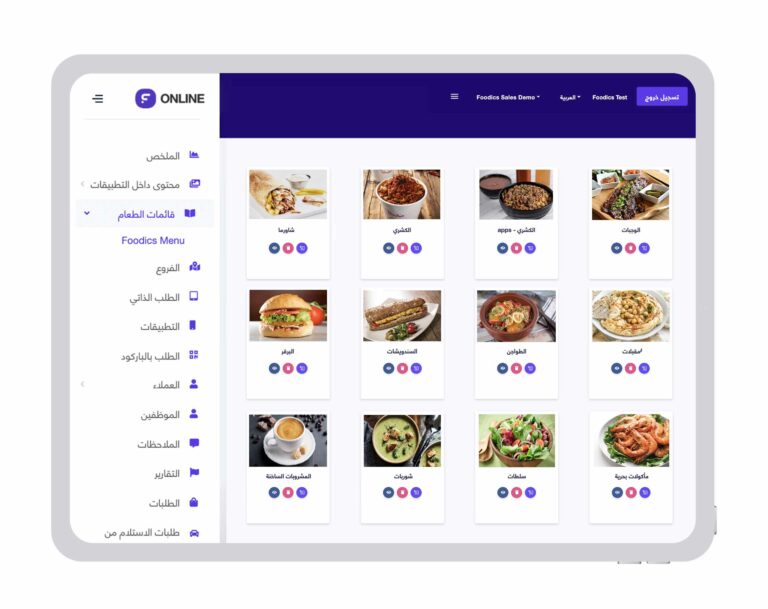 ONLINE
Foodics Sales Demo
العربية
Foodics Test
تسجيل خروج
الملخص
محتوى داخل التطبيقات
قائمات الطعام
Foodics Menu
الفروع
الطلب الذاتي
التطبيقات
الطلب بالباركود
العملاء
الموظفين
الملاحظات
التقارير
الطلبات
طلبات الاستلام من
الوجبات
الكشري - apps
الكشري
شاورما
مقبلات
الطواجن
السندويشات
البرقر
مأكولات بحرية
سلطات
شوربات
المشروبات الساخنة